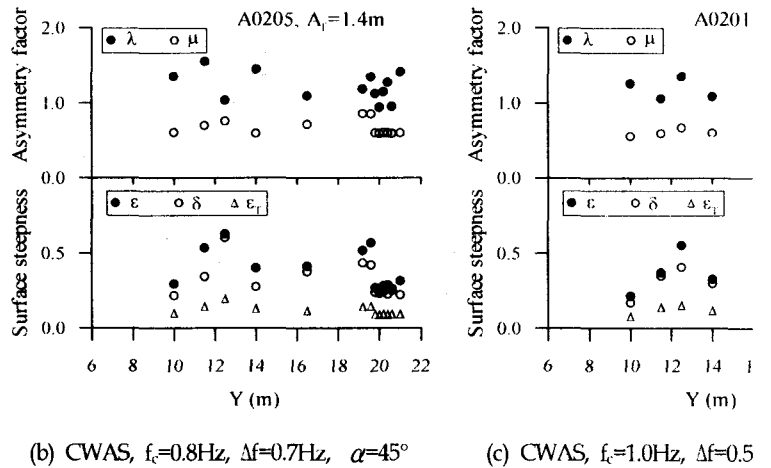 A0205、A_I=1.4m
● λ ○ μ
Asymmetry factor
2.0
1.0
0.0
● ε ○ δ △ ε_T
Surface steepness
0.5
0.0
6 8 10 12 14 16 18 20 22
Y (m)
(b) CWAS, f_c=0.8Hz, Δf=0.7Hz, α=45°
A0201
● λ ○ μ
Asymmetry factor
2.0
1.0
0.0
● ε ○ δ △ ε_T
Surface steepness
0.5
0.0
6 8 10 12 14
Y (m)
(c) CWAS, f_c=1.0Hz, Δf=0.5